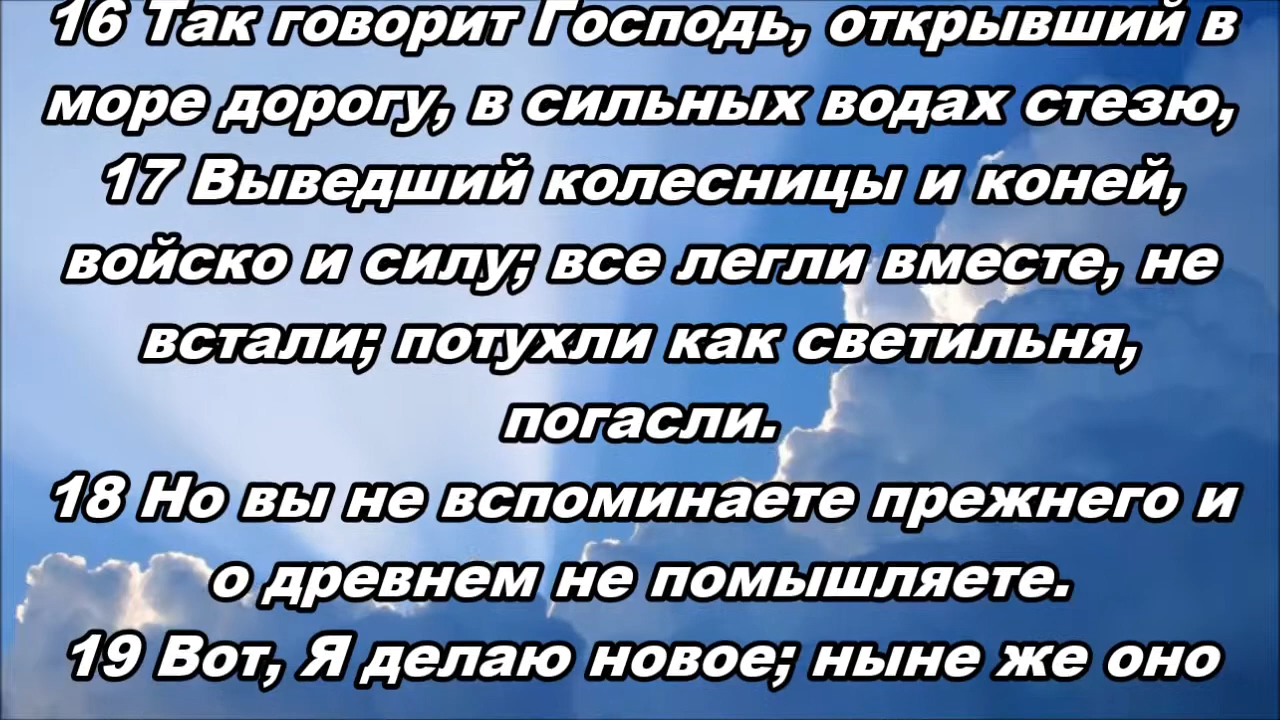 16 Так говорит Господь, открывший в
море дорогу, в сильных водах стезю,
17 Выведший колесницы и коней,
войско и силу; все легли вместе, не
встали; потухли как светильня,
погасли.
18 Но вы не вспоминаете прежнего и
о древнем не помышляете.
19 Вот, Я делаю новое; ныне же оно